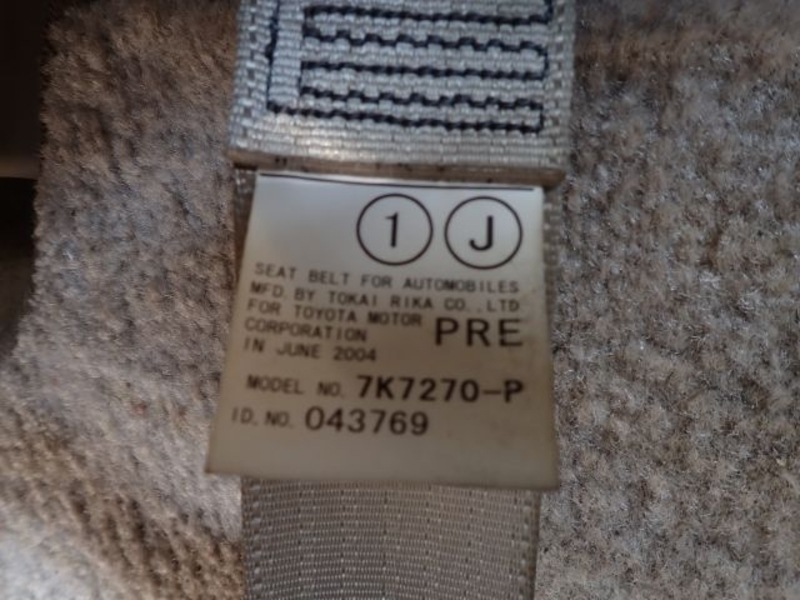 1 J
SEAT BELT FOR AUTOMOBILES
MFD. BY TOKAI RIKA CO., LTD
FOR TOYOTA MOTOR
CORPORATION PRE
IN JUNE 2004
MODEL NO. 7K7270-P
ID. NO. 043769